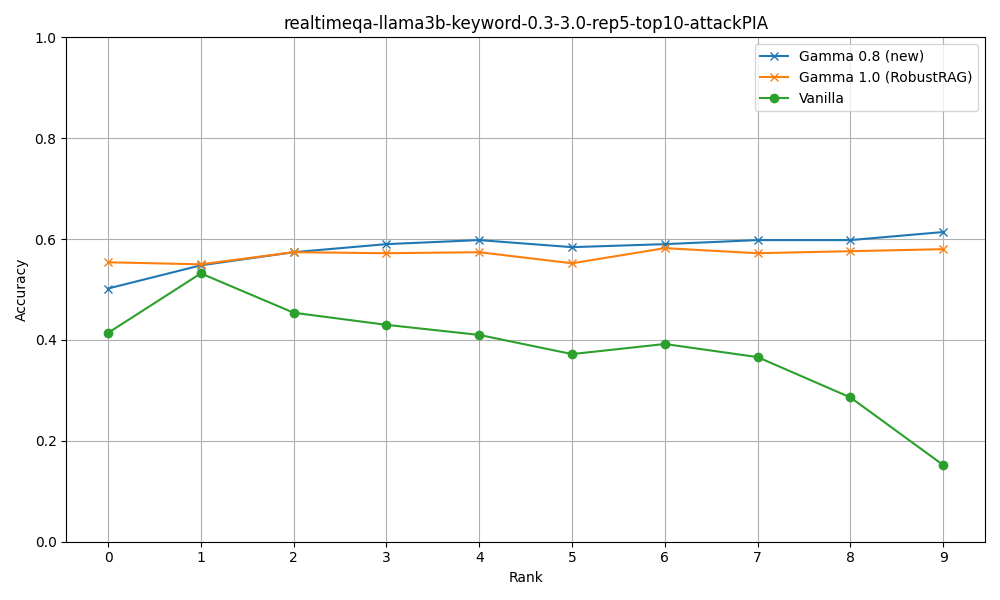 realtimeqa-llama3b-keyword-0.3-3.0-rep5-top10-attackPIA
Gamma 0.8 (new)
Gamma 1.0 (RobustRAG)
Vanilla
Accuracy
1.0
0.8
0.6
0.4
0.2
0.0
0 1 2 3 4 5 6 7 8 9
Rank